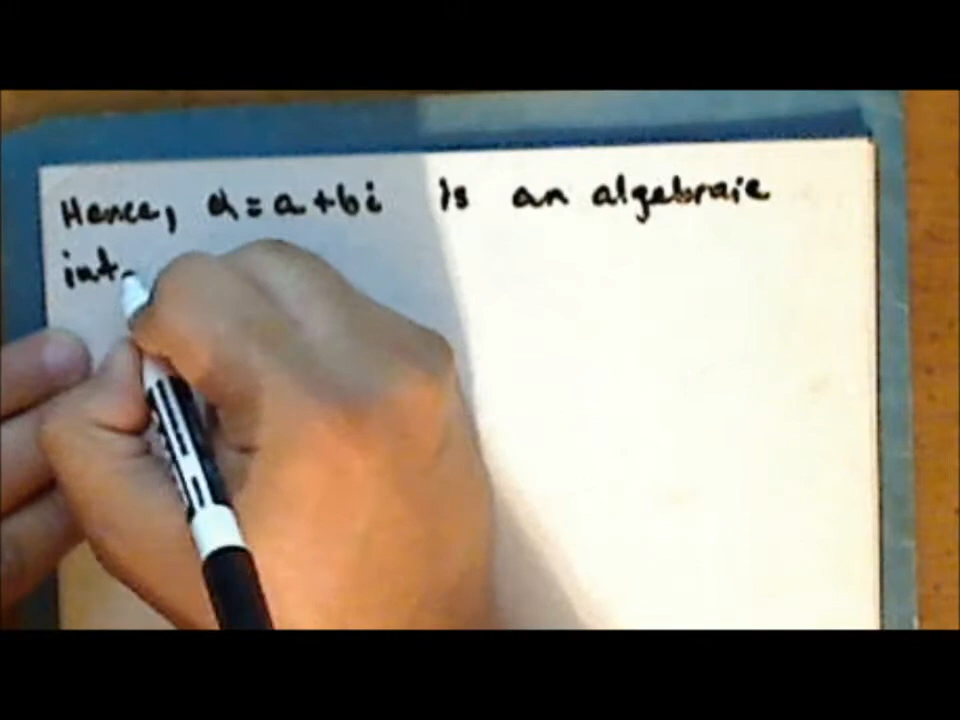 Hence, α = a + bi is an algebraic
int